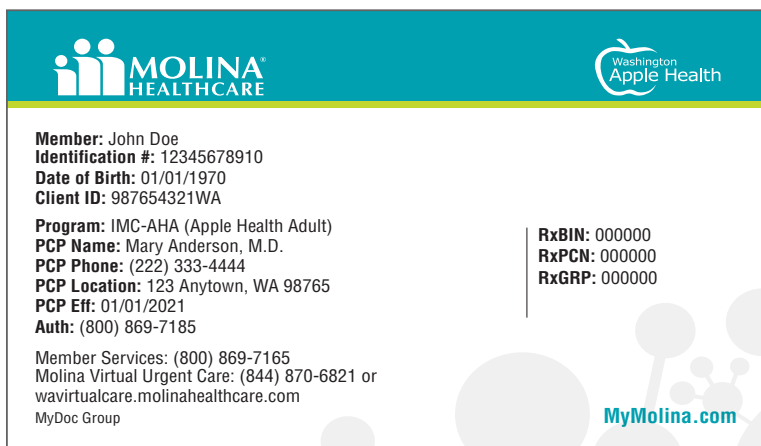 MOLINA®
HEALTHCARE
Washington
Apple Health
Member: John Doe
Identification #: 12345678910
Date of Birth: 01/01/1970
Client ID: 987654321WA
Program: IMC-AHA (Apple Health Adult)
PCP Name: Mary Anderson, M.D.
PCP Phone: (222) 333-4444
PCP Location: 123 Anytown, WA 98765
PCP Eff: 01/01/2021
Auth: (800) 869-7185
RxBIN: 000000
RxPCN: 000000
RxGRP: 000000
Member Services: (800) 869-7165
Molina Virtual Urgent Care: (844) 870-6821 or
wavirtualcare.molinahealthcare.com
MyDoc Group
MyMolina.com